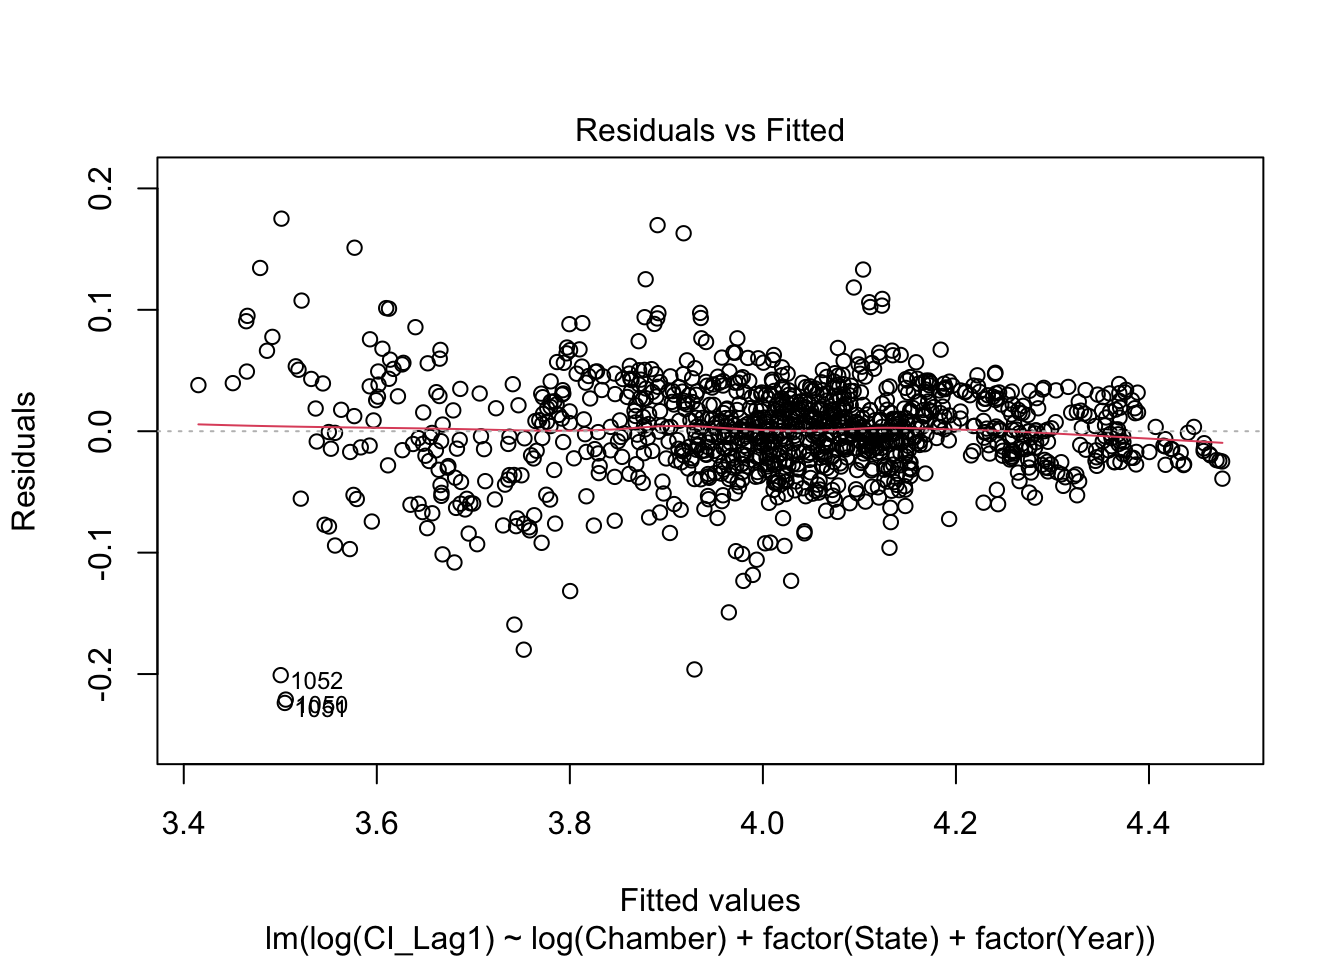 Residuals vs Fitted
Residuals
0.2
0.1
0.0
-0.1
-0.2
1052
1050
1051
3.4 3.6 3.8 4.0 4.2 4.4
Fitted values
lm(log(CI_Lag1) ~ log(Chamber) + factor(State) + factor(Year))